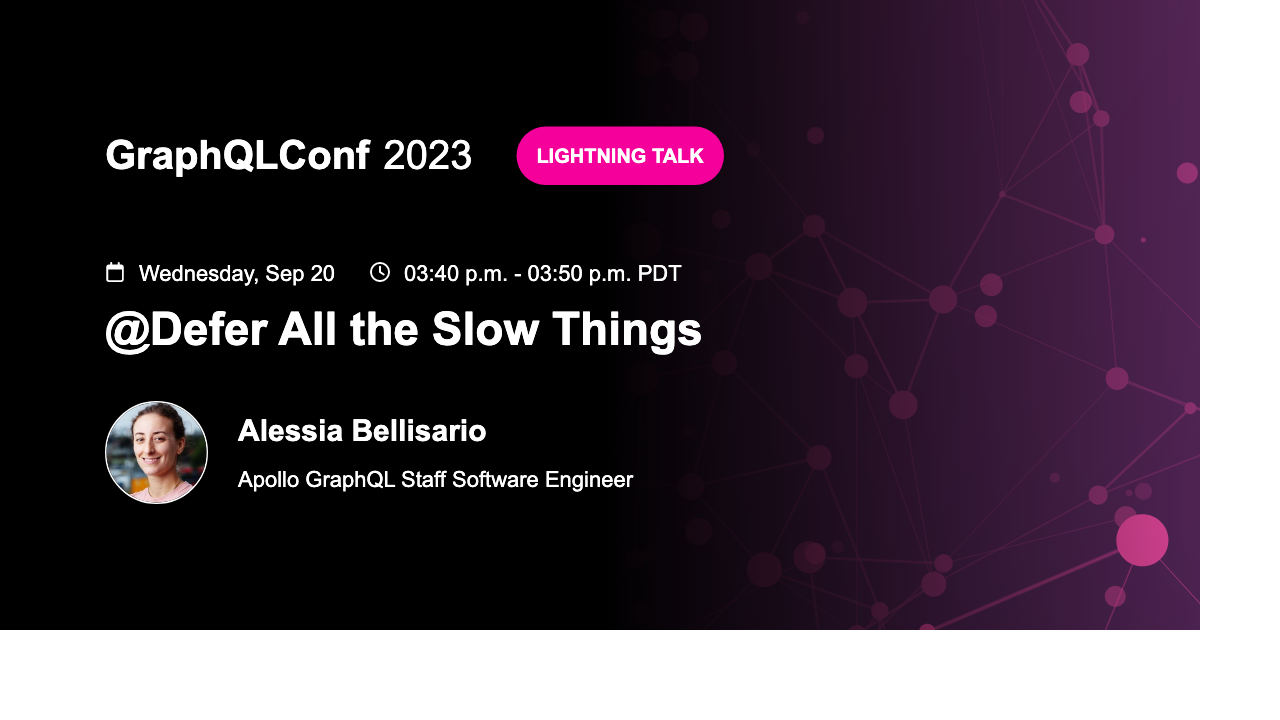 GraphQLConf 2023
LIGHTNING TALK
Wednesday, Sep 20
03:40 p.m. - 03:50 p.m. PDT
@Defer All the Slow Things
Alessia Bellisario
Apollo GraphQL Staff Software Engineer